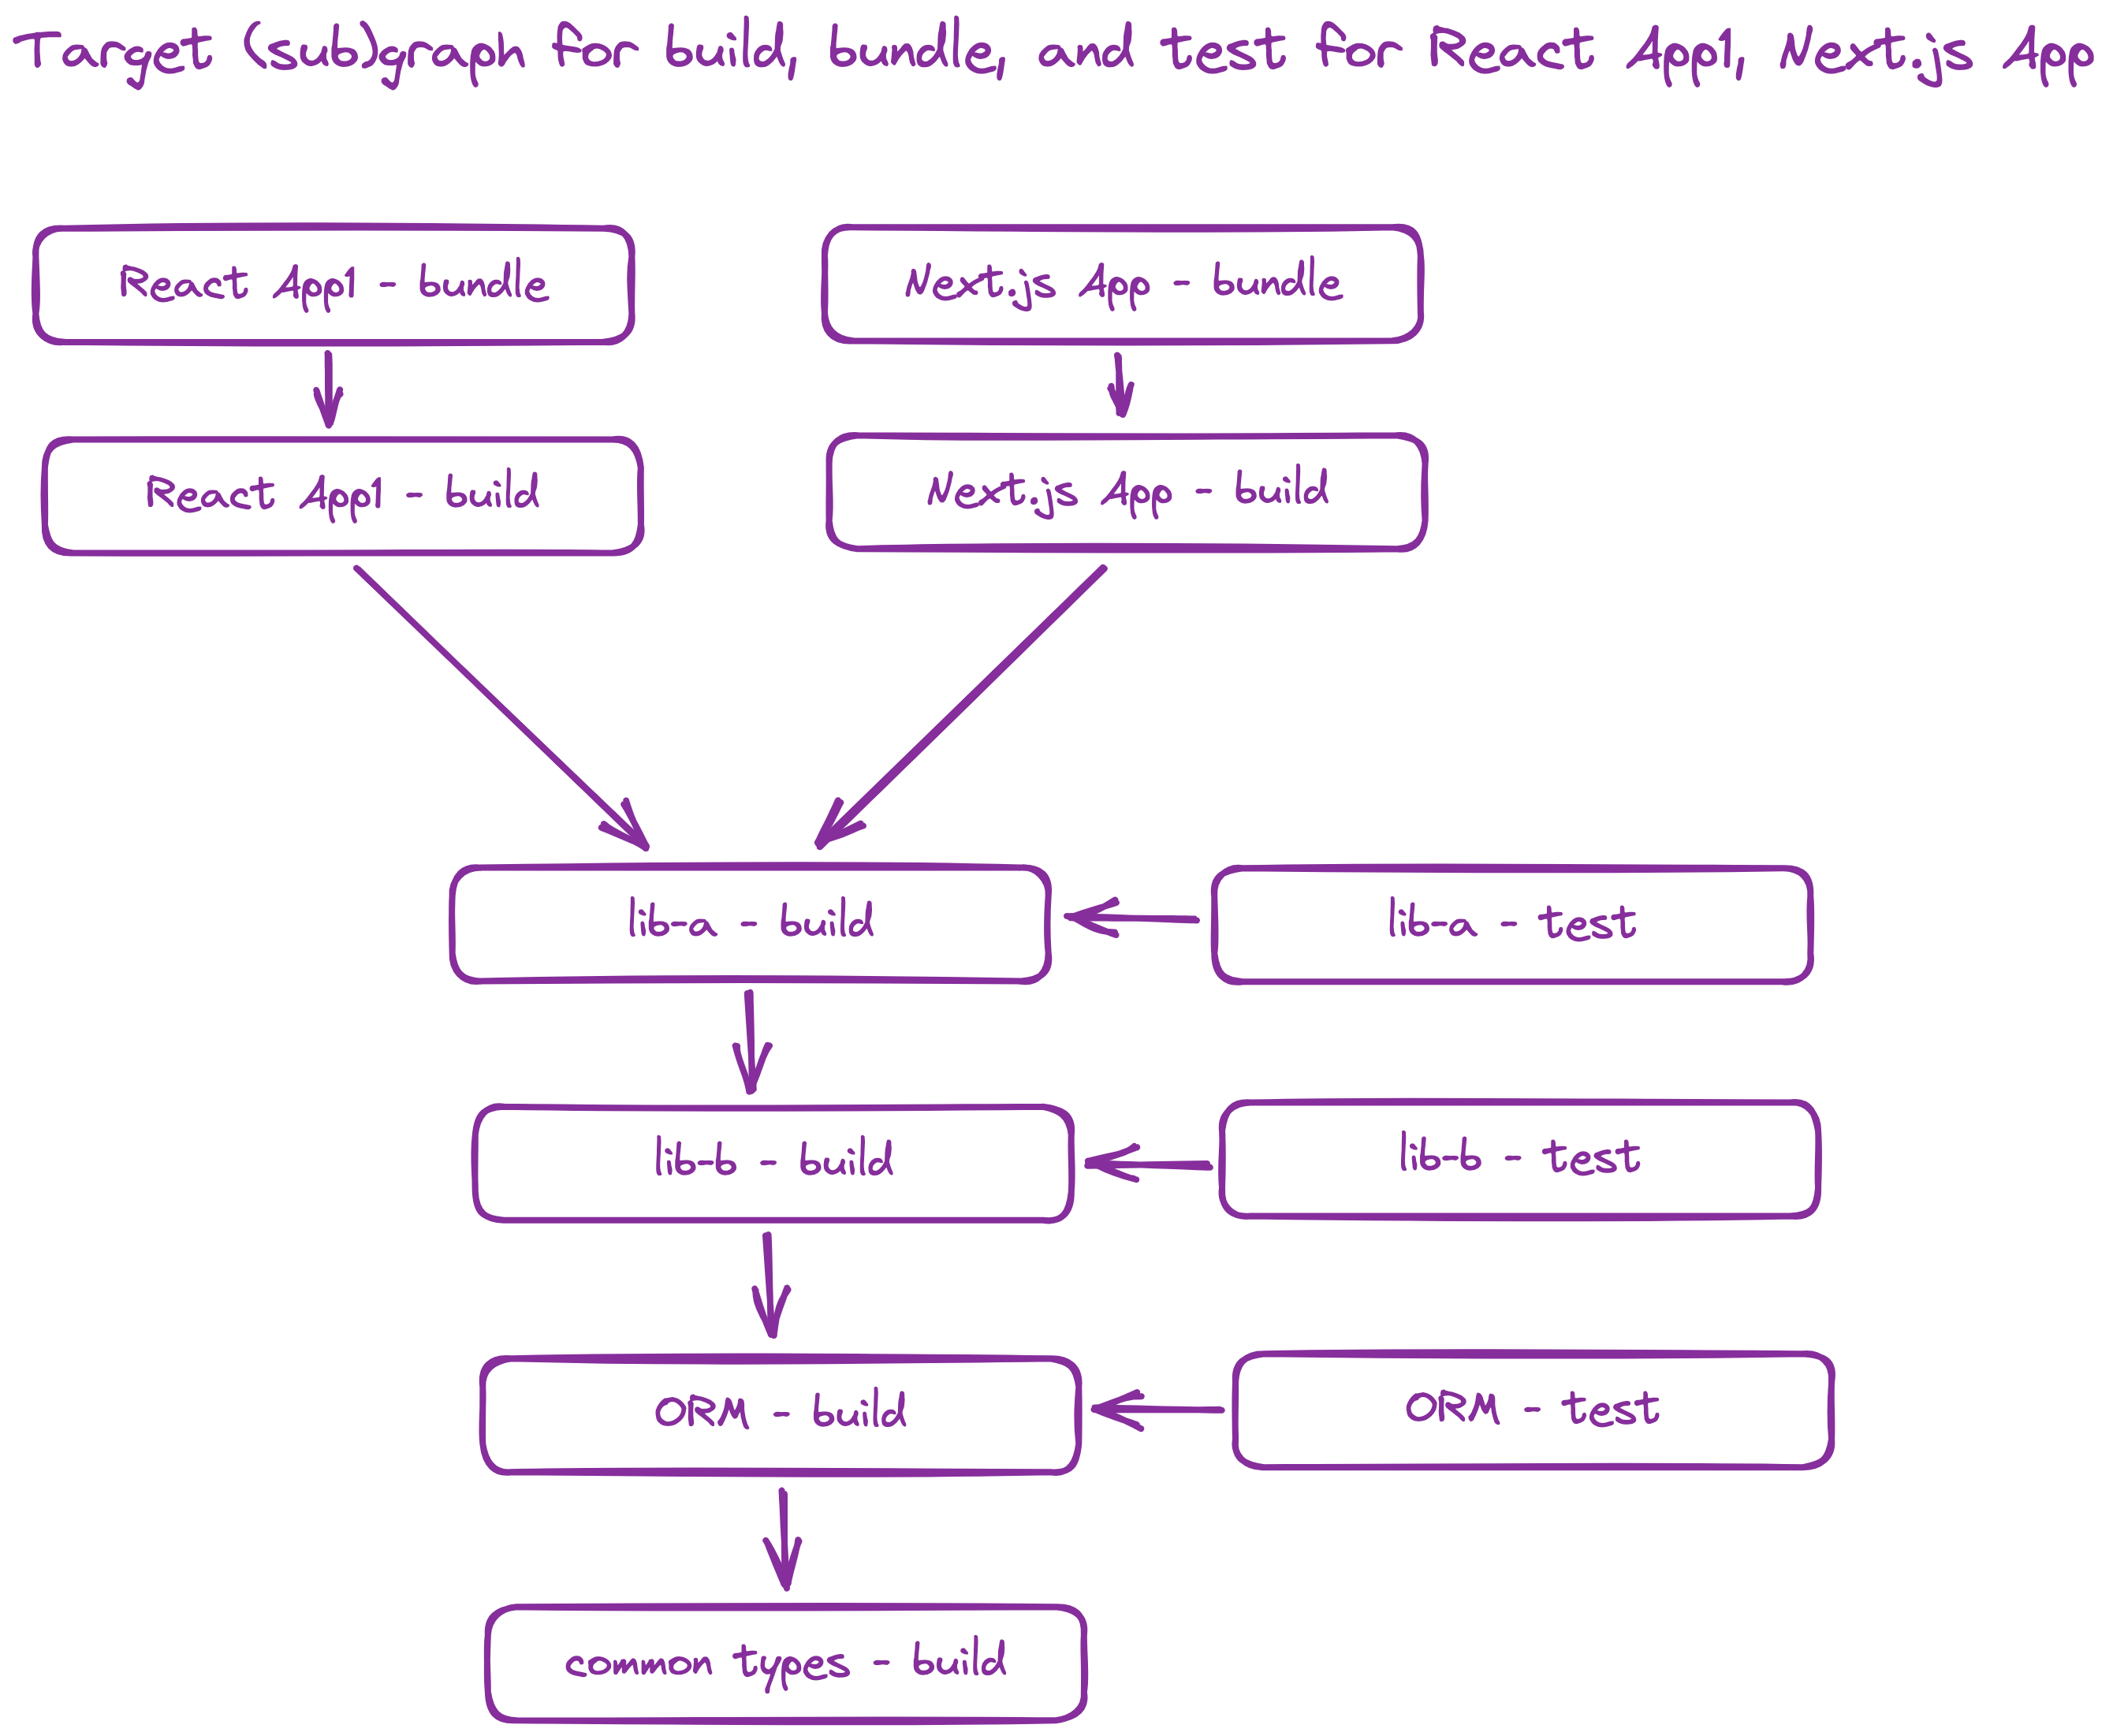 Target (sub)graph for build, bundle, and test for React App1, Next.js App
React App1 - bundle
Next.js App - bundle
React App1 - build
Next.js App - build
lib-a - build
lib-a - test
lib-b - build
lib-b - test
ORM - build
ORM - test
common types - build